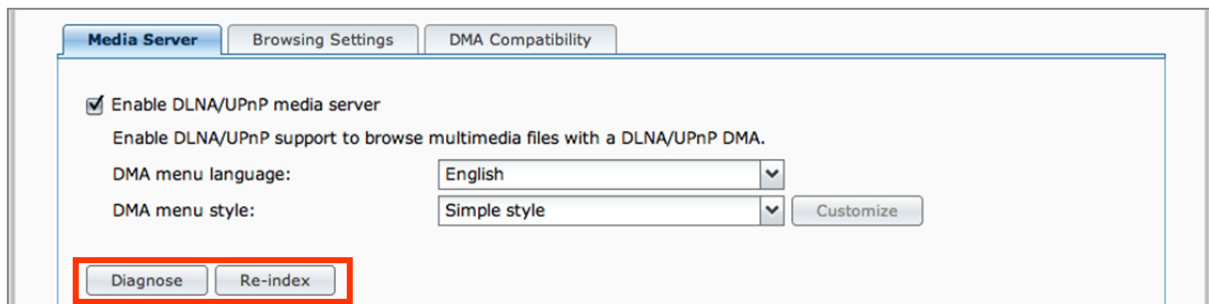 Media Server Browsing Settings DMA Compatibility
Enable DLNA/UPnP media server
Enable DLNA/UPnP support to browse multimedia files with a DLNA/UPnP DMA.
DMA menu language: English
DMA menu style: Simple style Customize
Diagnose Re-index